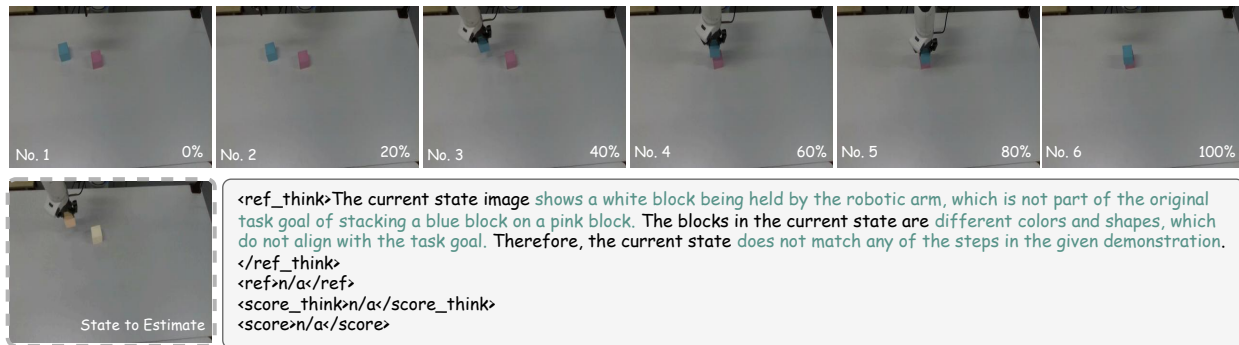 No. 1 0%
No. 2 20%
No. 3 40%
No. 4 60%
No. 5 80%
No. 6 100%
State to Estimate
<ref_think>The current state image shows a white block being held by the robotic arm, which is not part of the original
task goal of stacking a blue block on a pink block. The blocks in the current state are different colors and shapes, which
do not align with the task goal. Therefore, the current state does not match any of the steps in the given demonstration.
</ref_think>
<ref>n/a</ref>
<score_think>n/a</score_think>
<score>n/a</score>